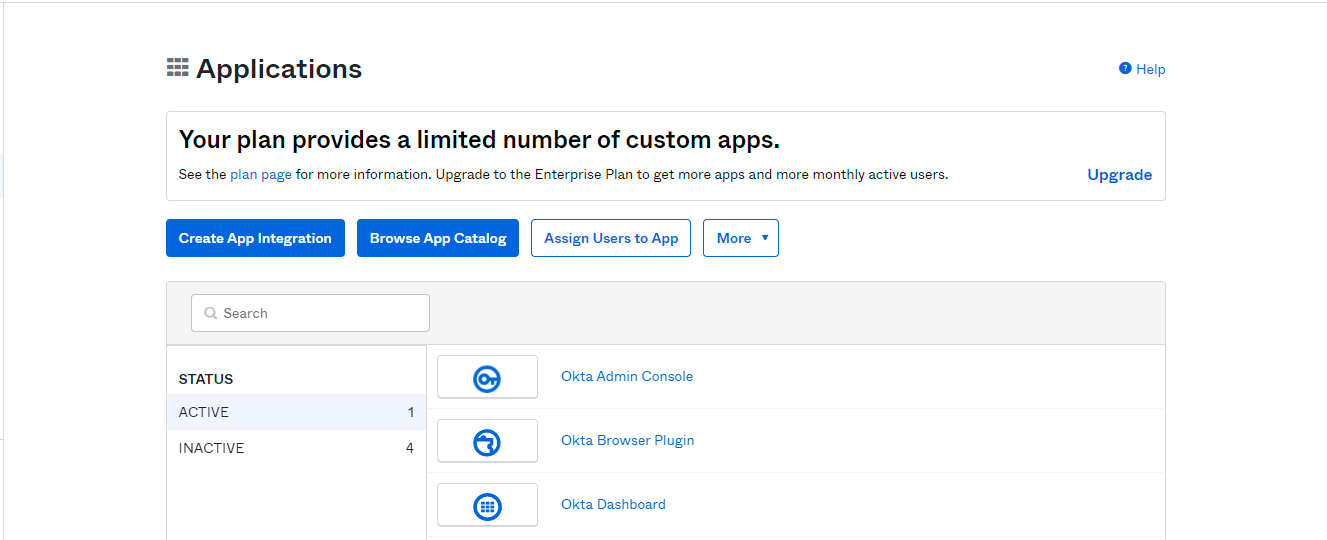 Applications
Help
Your plan provides a limited number of custom apps.
See the plan page for more information. Upgrade to the Enterprise Plan to get more apps and more monthly active users.
Upgrade
Create App Integration
Browse App Catalog
Assign Users to App
More
Search
STATUS
ACTIVE 1
INACTIVE 4
Okta Admin Console
Okta Browser Plugin
Okta Dashboard